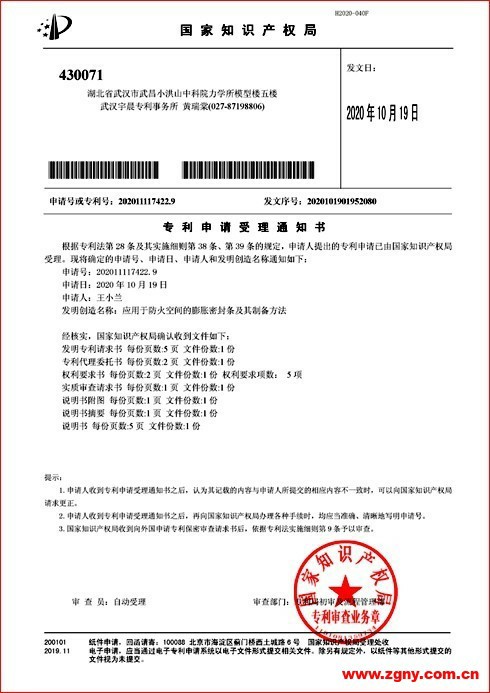 H2020-040P
国家知识产权局
430071
发文日：
湖北省武汉市武昌小洪山中科院力学所模型楼五楼
武汉宇晨专利事务所 黄瑞棠(027-87198806)
2020年10月19日
申请号或专利号：202011117422.9 发文序号：2020101901952080
专利申请受理通知书
根据专利法第28条及其实施细则第38条、第39条的规定，申请人提出的专利申请已由国家知识产权局
受理。现将确定的申请号、申请日、申请人和发明创造名称通知如下：
申请号：202011117422.9
申请日：2020年10月19日
申请人：王小兰
发明创造名称：应用于防火空间的膨胀密封条及其制备方法
经核实，国家知识产权局确认收到文件如下：
发明专利请求书 每份页数:5 页 文件份数:1 份
专利代理委托书 每份页数:2 页 文件份数:1 份
权利要求书 每份页数:2 页 文件份数:1 份 权利要求项数： 5 项
实质审查请求书 每份页数:1 页 文件份数:1 份
说明书附图 每份页数:1 页 文件份数:1 份
说明书摘要 每份页数:1 页 文件份数:1 份
说明书 每份页数:5 页 文件份数:1 份
提示：
1.申请人收到专利申请受理通知书之后，认为其记载的内容与申请人所提交的相应内容不一致时，可以向国家知识产权局
请求更正。
2.申请人收到专利申请受理通知书之后，再向国家知识产权局办理各种手续时，均应当准确、清晰地写明申请号。
3.国家知识产权局收到向外国申请专利保密审查请求书后，依据专利法实施细则第9条予以审查。
审 查 员：自动受理 审查部门：专利局初审及流程管理部
国家知识产权局
专利审查业务章
200101 纸件申请，回函请寄：100088 北京市海淀区蓟门桥西土城路6号 国家知识产权局受理处收
2019.11 电子申请，应当通过电子专利申请系统以电子文件形式提交相关文件。除另有规定外，以纸件等其他形式提交的
文件视为未提交。
www.zgny.com.cn